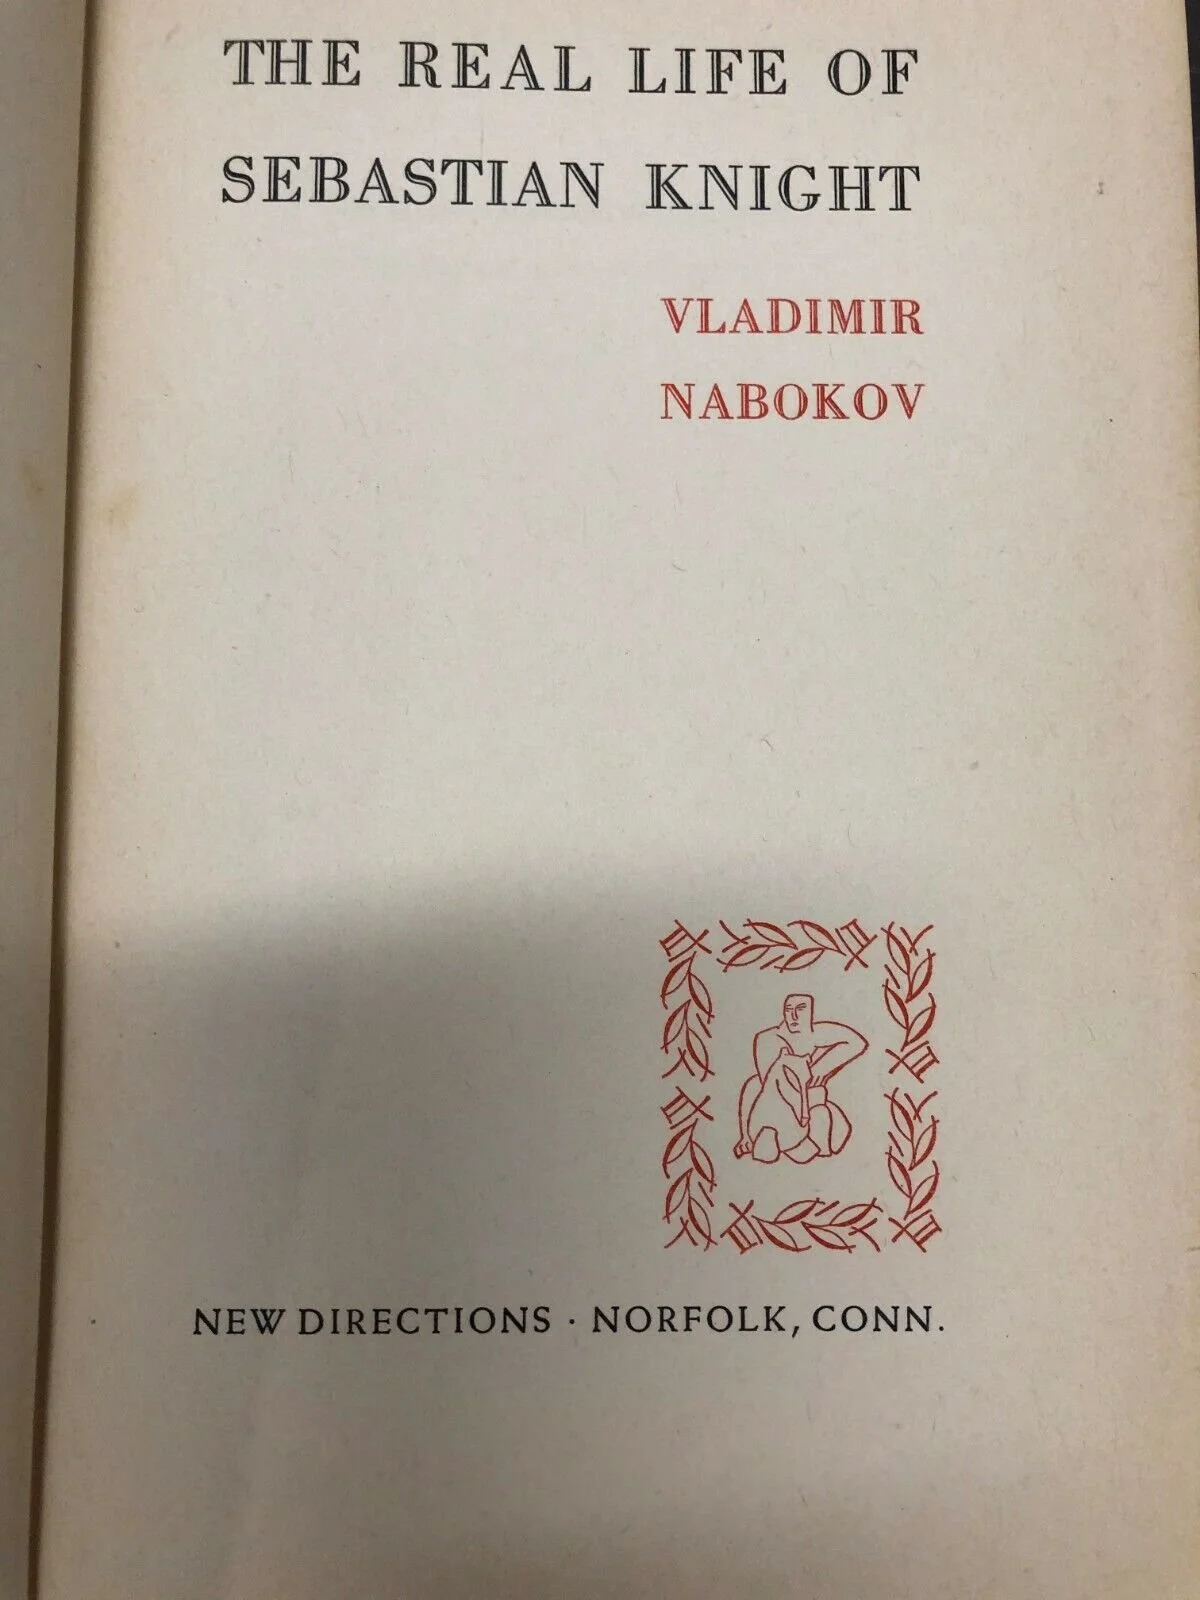 THE REAL LIFE OF
SEBASTIAN KNIGHT
VLADIMIR
NABOKOV
NEW DIRECTIONS · NORFOLK, CONN.